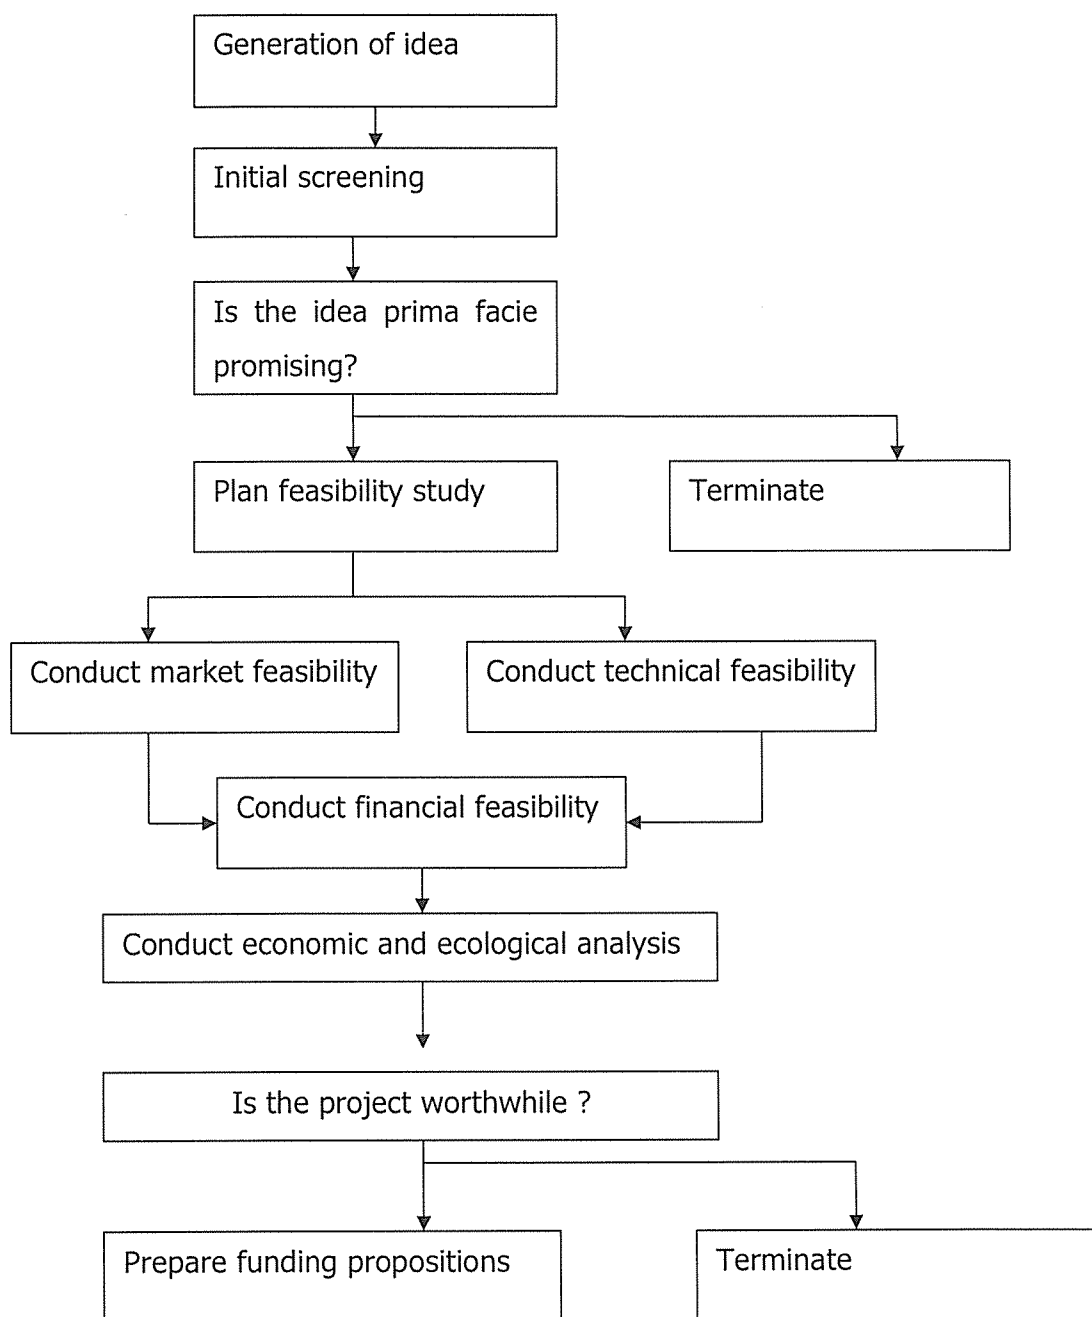 Generation of idea
Initial screening
Is the idea prima facie
promising?
Plan feasibility study
Terminate
Conduct market feasibility
Conduct technical feasibility
Conduct financial feasibility
Conduct economic and ecological analysis
Is the project worthwhile ?
Prepare funding propositions
Terminate